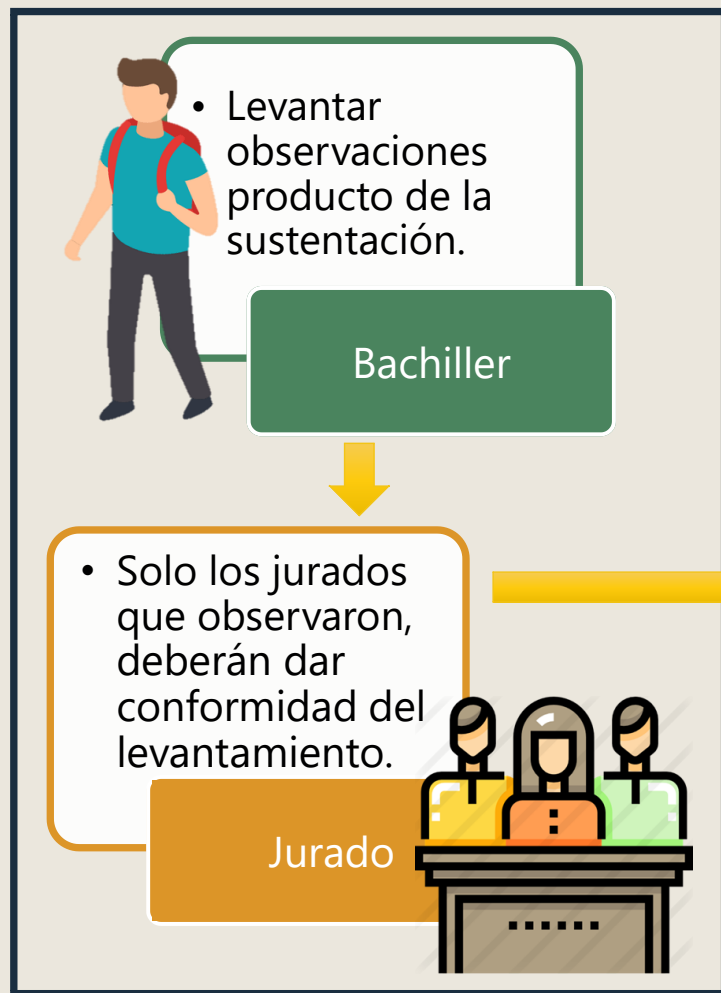 • Levantar
observaciones
producto de la
sustentación.
Bachiller
• Solo los jurados
que observaron,
deberán dar
conformidad del
levantamiento.
Jurado